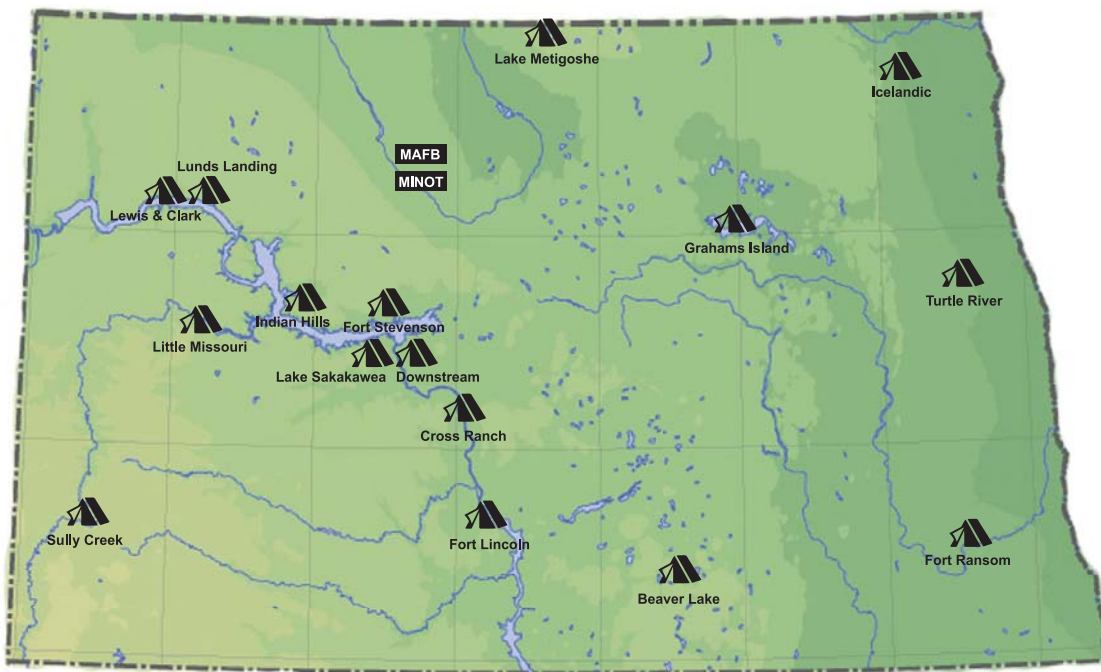 Lake Metigoshe
Icelandic
MAFB
MINOT
Lunds Landing
Lewis & Clark
Grahams Island
Turtle River
Indian Hills
Fort Stevenson
Little Missouri
Lake Sakakawea
Downstream
Cross Ranch
Sully Creek
Fort Lincoln
Fort Ransom
Beaver Lake